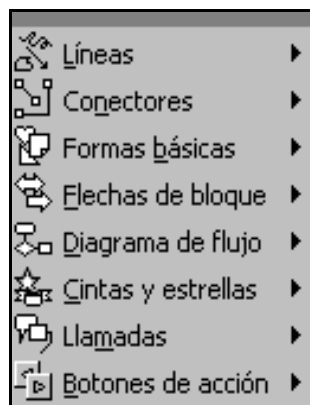 Líneas
Conectores
Formas básicas
Flechas de bloque
Diagrama de flujo
Cintas y estrellas
Llamadas
Botones de acción